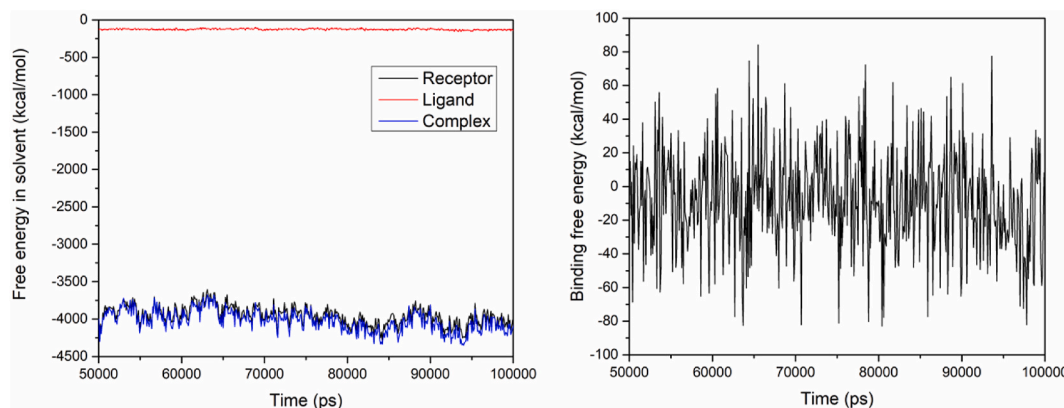 Free energy in solvent (kcal/mol)
0
-500
-1000
-1500
-2000
-2500
-3000
-3500
-4000
-4500
Receptor
Ligand
Complex
50000 60000 70000 80000 90000 100000
Time (ps)
Binding free energy (kcal/mol)
100
80
60
40
20
0
-20
-40
-60
-80
-100
50000 60000 70000 80000 90000 100000
Time (ps)